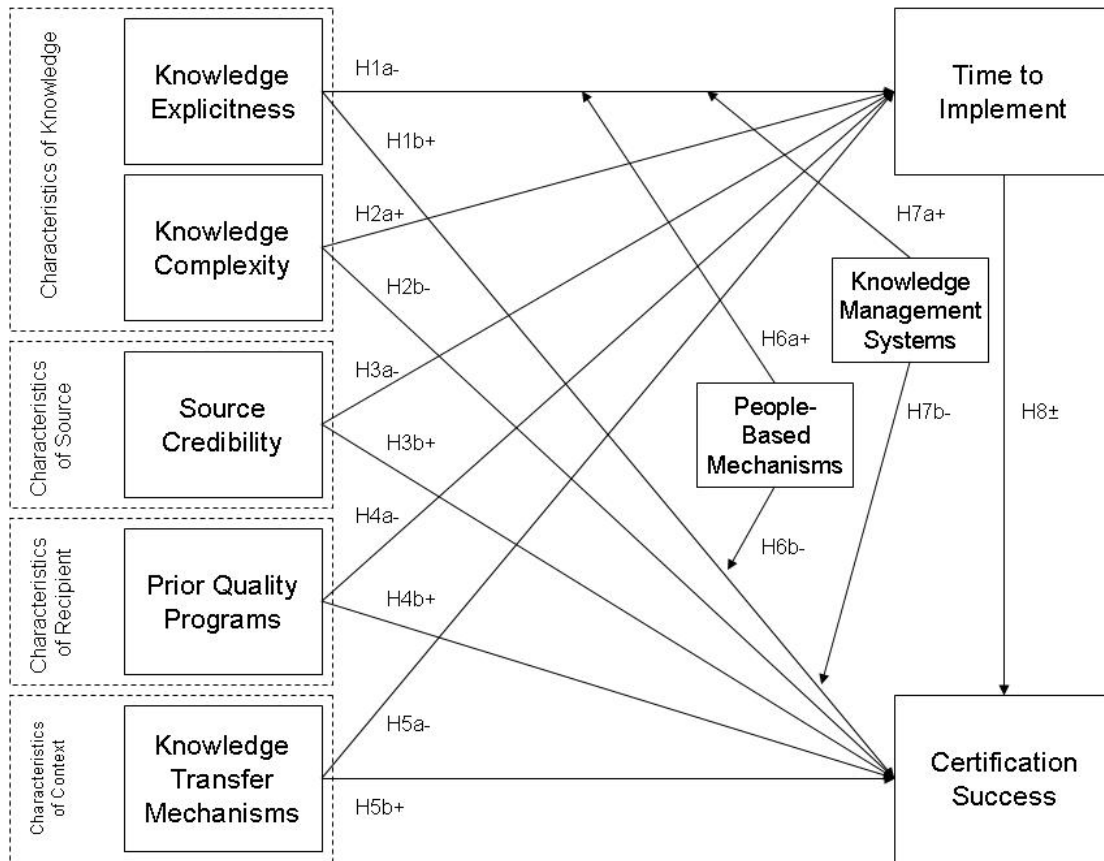 Characteristics of Knowledge
Knowledge
Explicitness
Knowledge
Complexity
Characteristics
of Source
Source
Credibility
Characteristics
of Recipient
Prior Quality
Programs
Characteristics
of Context
Knowledge
Transfer
Mechanisms
H1a-
H1b+
H2a+
H2b-
H3a-
H3b+
H4a-
H4b+
H5a-
H5b+
H6a+
People-
Based
Mechanisms
H6b-
H7a+
Knowledge
Management
Systems
H7b-
Time to
Implement
H8±
Certification
Success